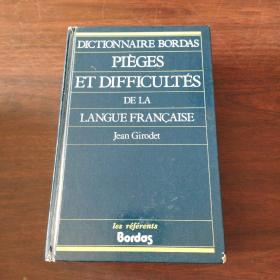 DICTIONNAIRE BORDAS
PIÈGES
ET DIFFICULTÉS
DE LA
LANGUE FRANÇAISE
Jean Girodet
les référents
Bordas